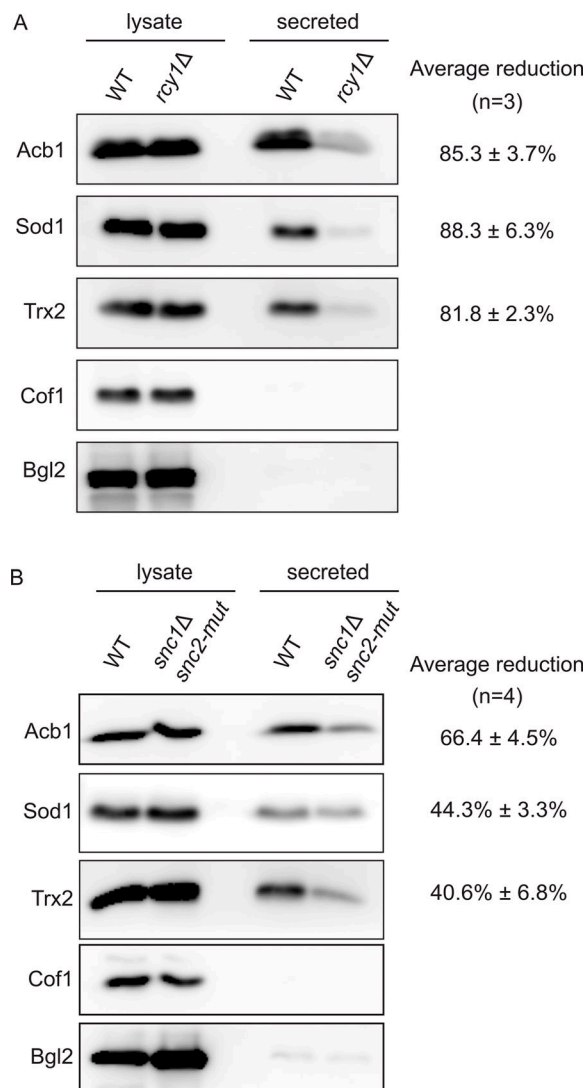 A
lysate secreted
WT rcy1Δ WT rcy1Δ
Average reduction
(n=3)
Acb1 85.3 ± 3.7%
Sod1 88.3 ± 6.3%
Trx2 81.8 ± 2.3%
Cof1
Bgl2
B
lysate secreted
WT snc1Δ snc2-mut WT snc1Δ snc2-mut
Average reduction
(n=4)
Acb1 66.4 ± 4.5%
Sod1 44.3% ± 3.3%
Trx2 40.6% ± 6.8%
Cof1
Bgl2